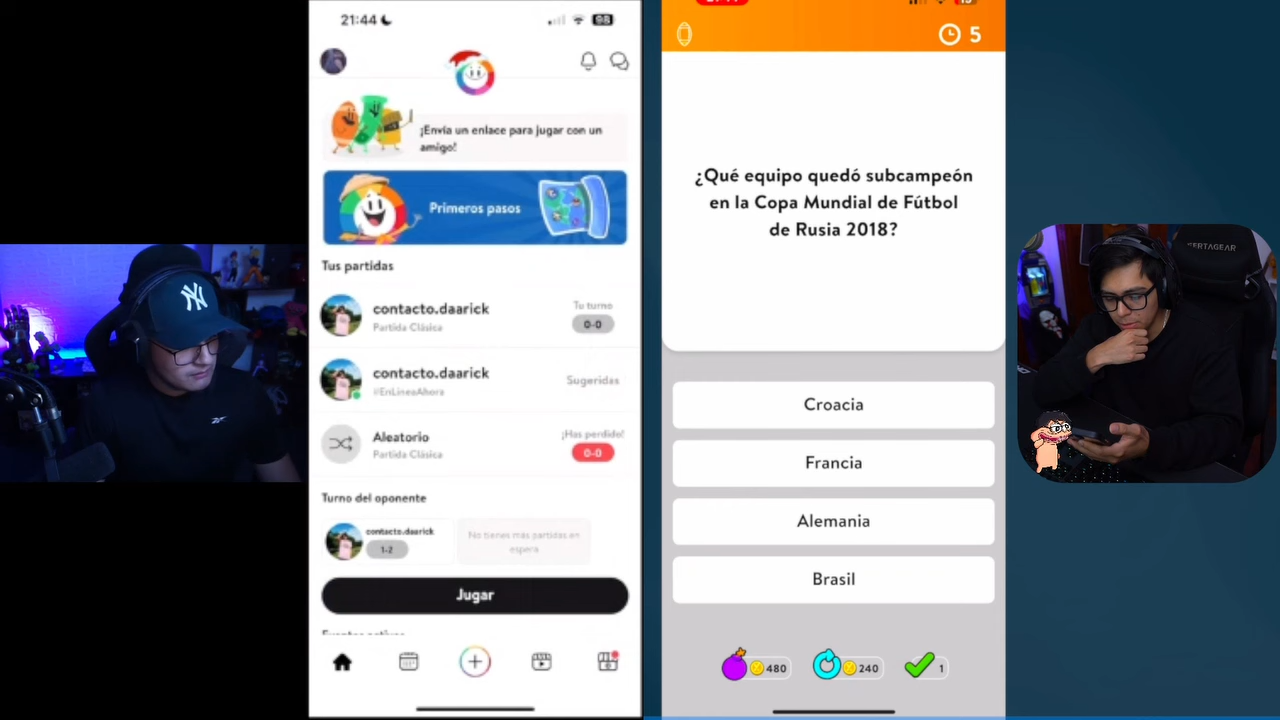 21:44
98
¡Envía un enlace para jugar con un
amigo!
Primeros pasos
Tus partidas
contacto.daarick
Partida Clásica
Tu turno
0-0
contacto.daarick
@EnLíneaAhora
Sugeridas
Aleatorio
Partida Clásica
¡Has perdido!
0-0
Turno del oponente
contacto.daarick
1-2
No tienes más partidas en
espera
Jugar
5
¿Qué equipo quedó subcampeón
en la Copa Mundial de Fútbol
de Rusia 2018?
Croacia
Francia
Alemania
Brasil
480
240
1
NY